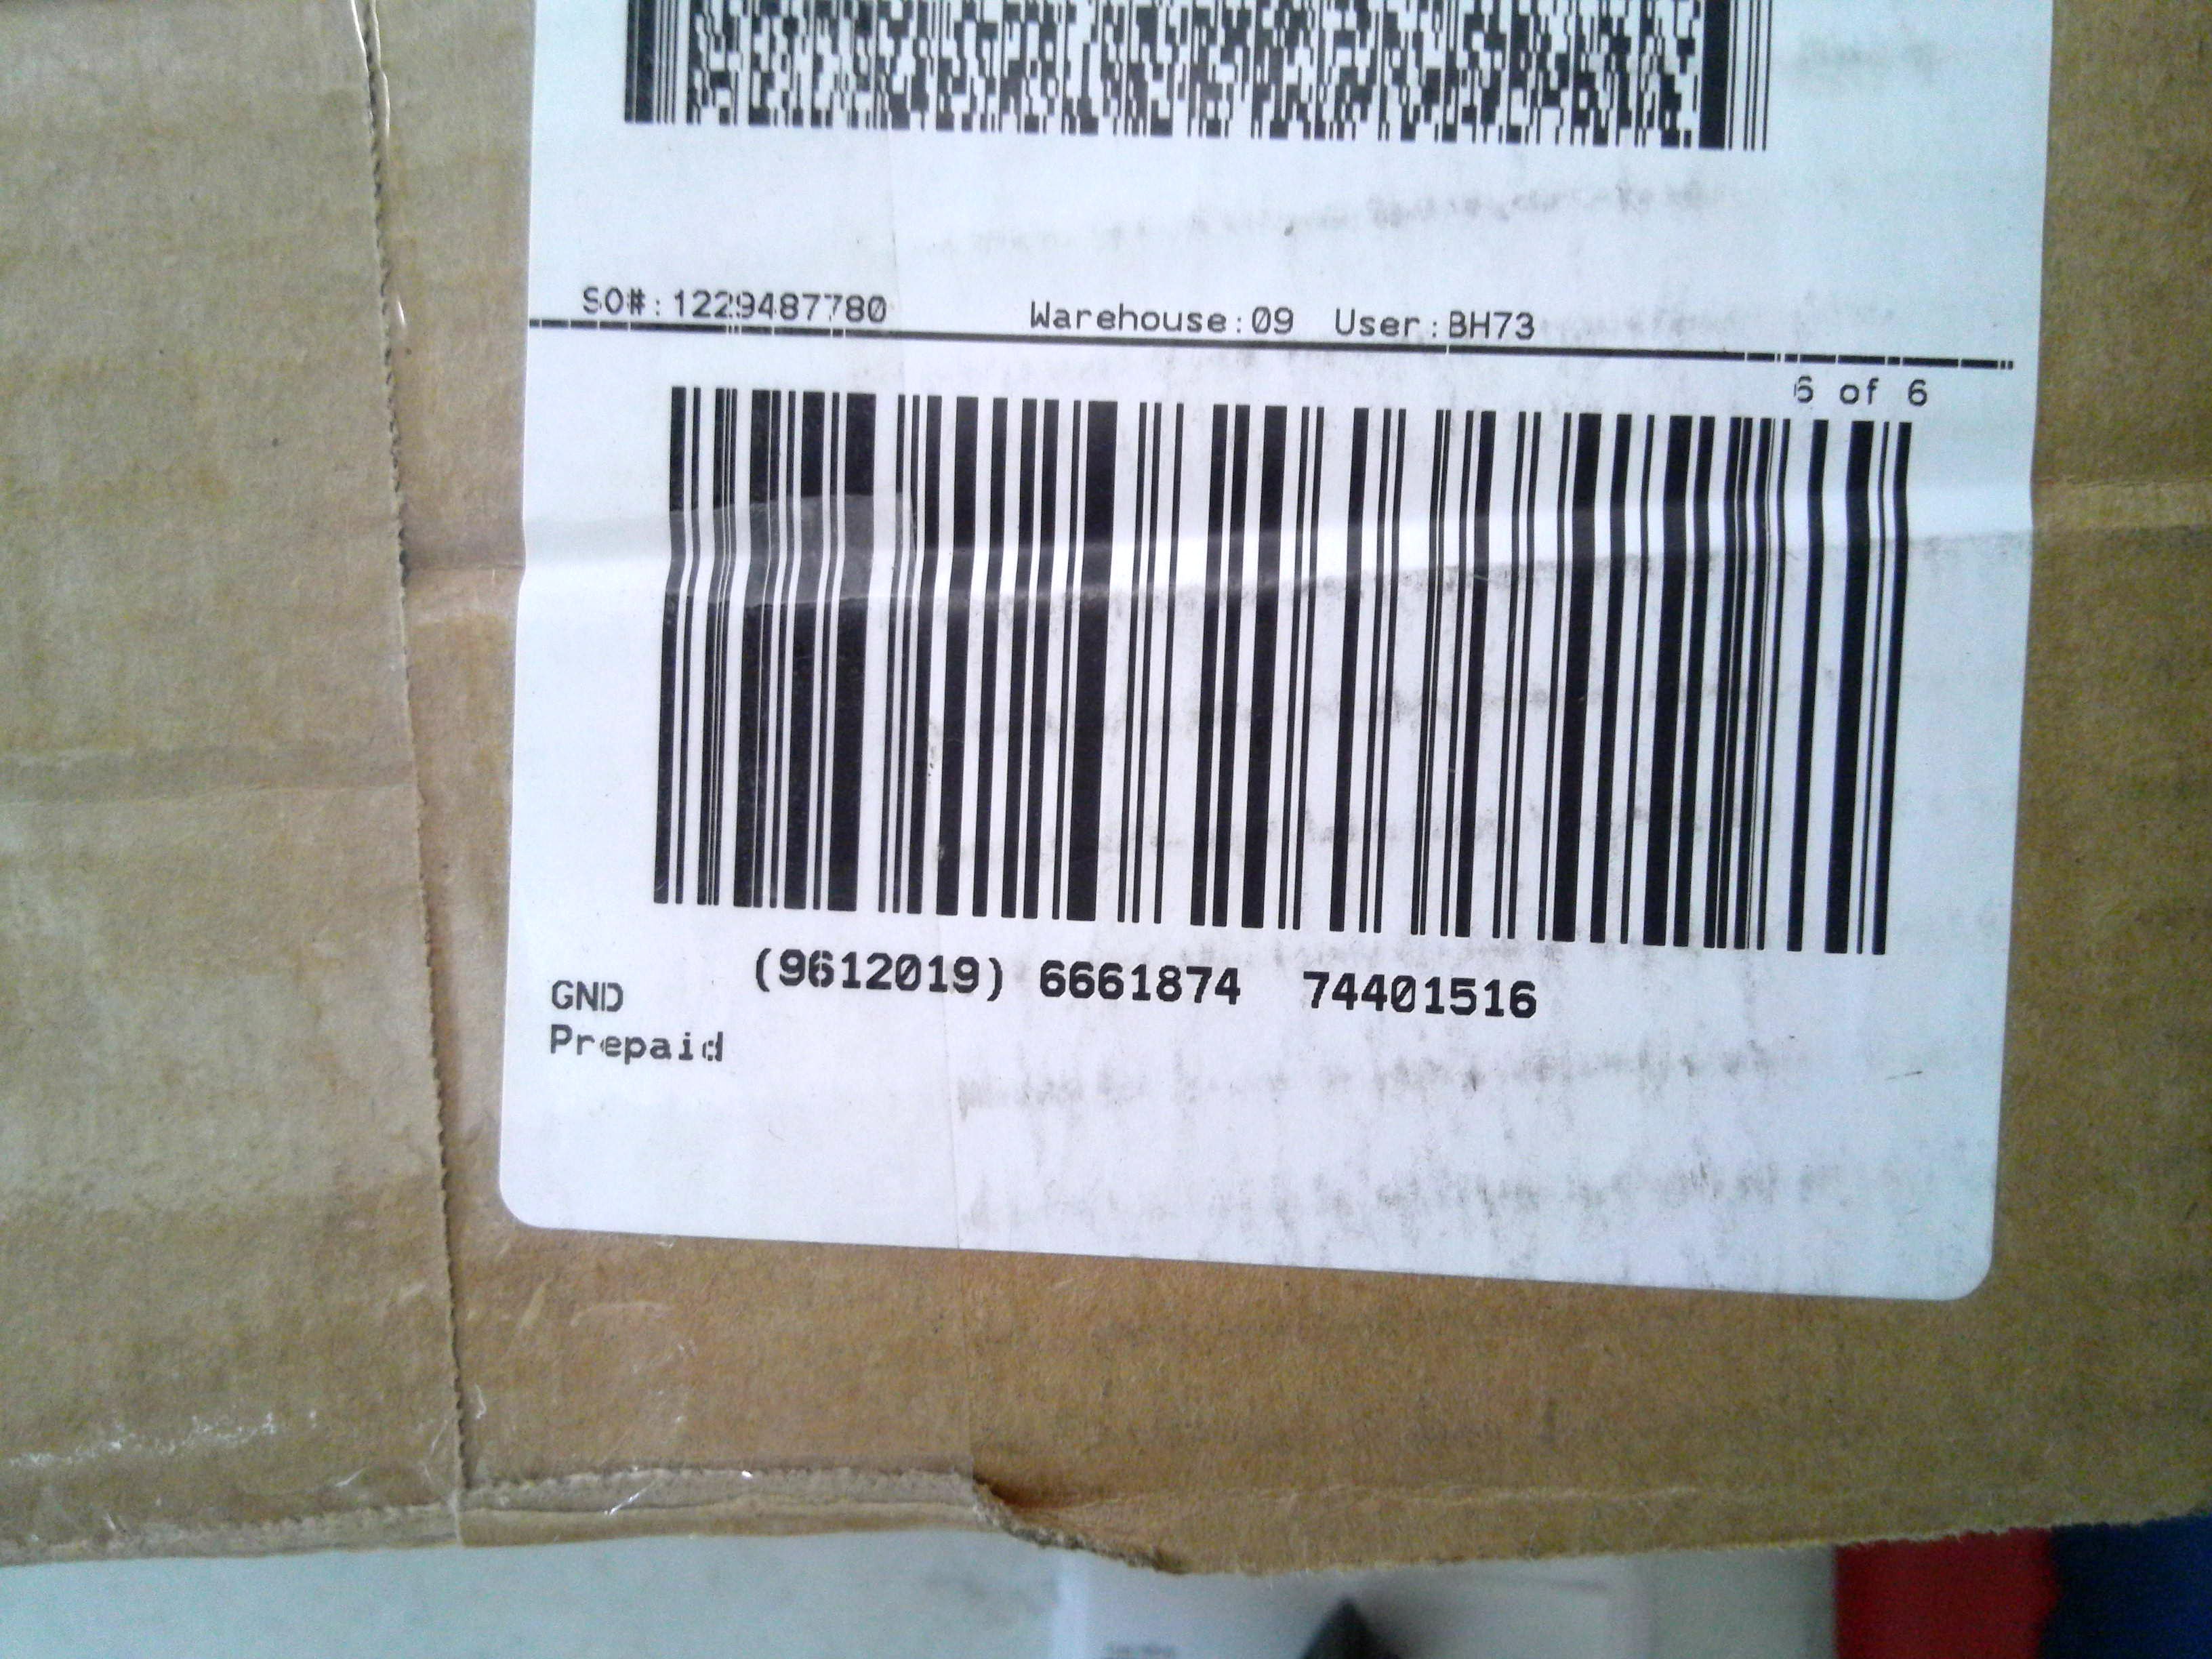 SO#:1229487780 Warehouse:09 User:BH73
6 of 6
(9612019) 6661874 74401516
GND
Prepaid